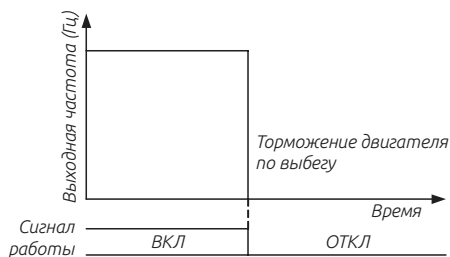 Выходная частота (Гц)
Торможение двигателя
по выбегу
Время
Сигнал
работы
ВКЛ
ОТКЛ